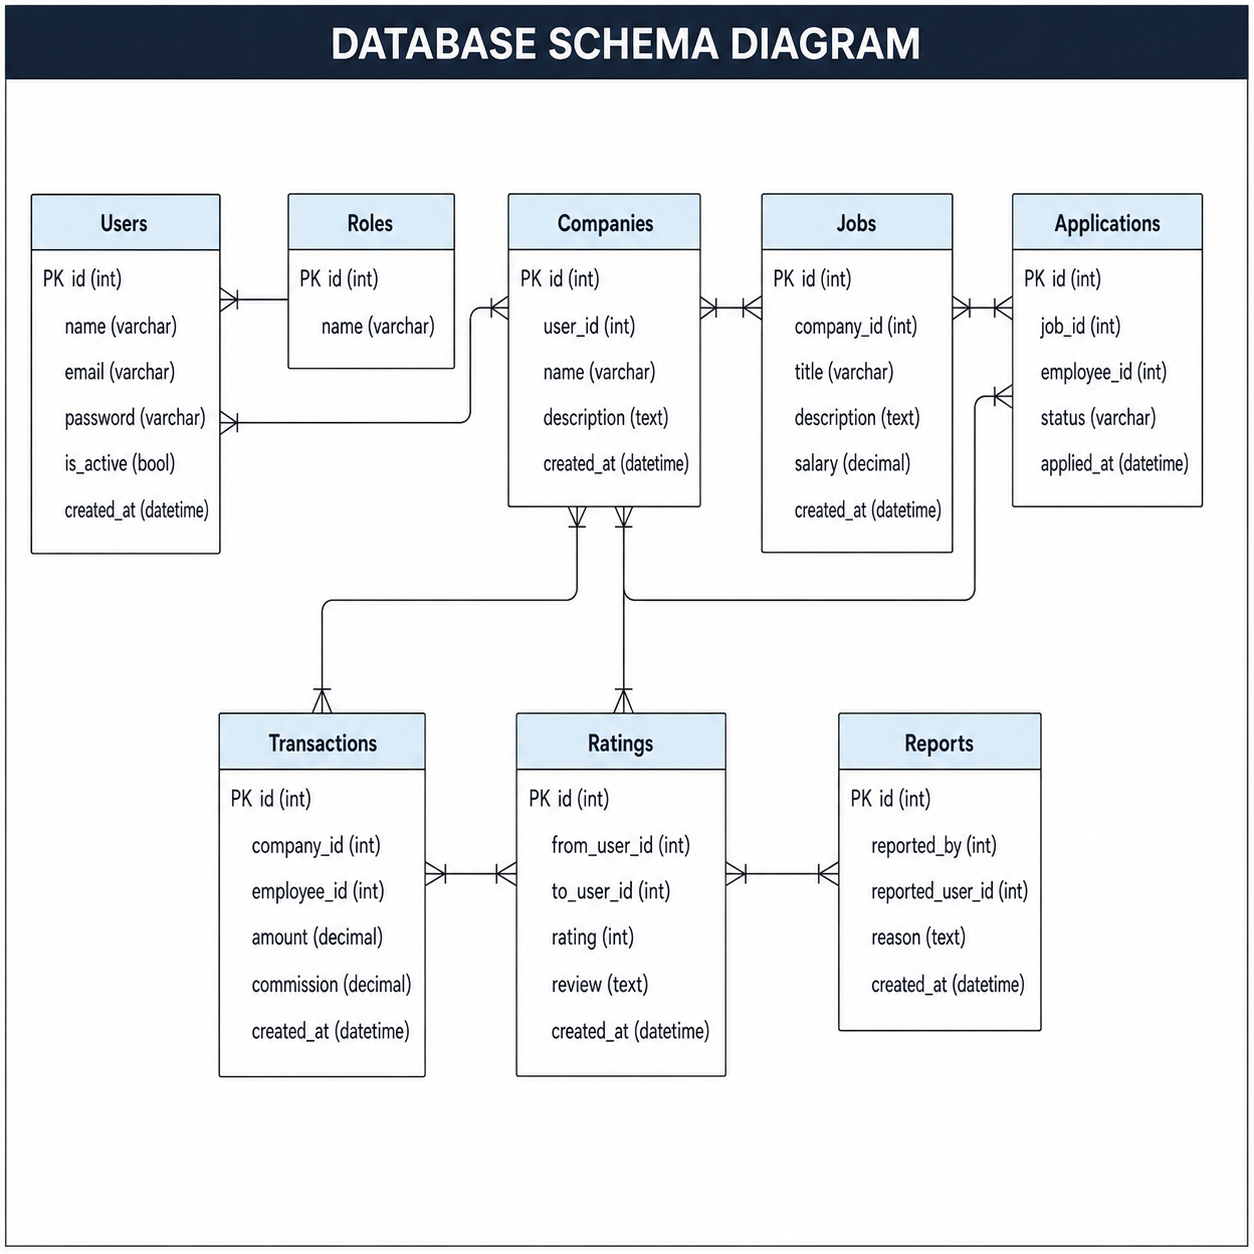 DATABASE SCHEMA DIAGRAM
Users
PK id (int)
name (varchar)
email (varchar)
password (varchar)
is_active (bool)
created_at (datetime)
Roles
PK id (int)
name (varchar)
Companies
PK id (int)
user_id (int)
name (varchar)
description (text)
created_at (datetime)
Jobs
PK id (int)
company_id (int)
title (varchar)
description (text)
salary (decimal)
created_at (datetime)
Applications
PK id (int)
job_id (int)
employee_id (int)
status (varchar)
applied_at (datetime)
Transactions
PK id (int)
company_id (int)
employee_id (int)
amount (decimal)
commission (decimal)
created_at (datetime)
Ratings
PK id (int)
from_user_id (int)
to_user_id (int)
rating (int)
review (text)
created_at (datetime)
Reports
PK id (int)
reported_by (int)
reported_user_id (int)
reason (text)
created_at (datetime)